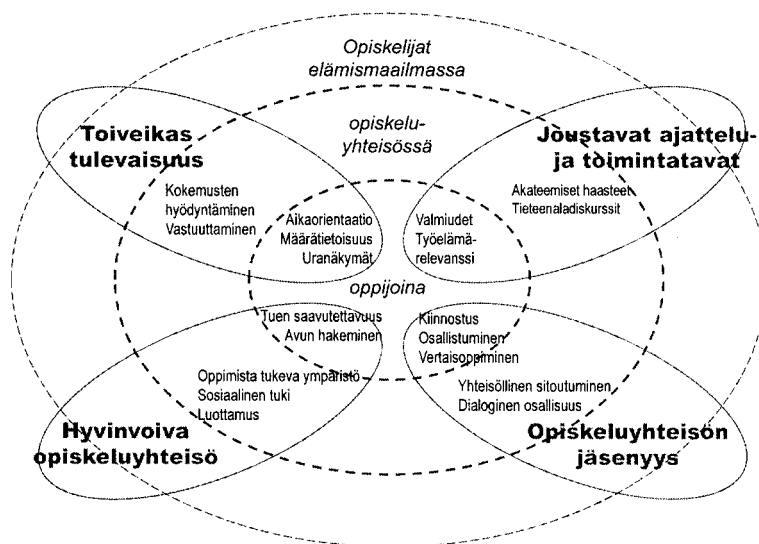 Opiskelijat
elämismaailmassa
opiskelu-
yhteisössä
Toiveikas
tulevaisuus
Joustavat ajattelu-
ja toimintatavat
Kokemusten
hyödyntäminen
Vastuuttaminen
Akateemiset haasteet
Tieteenaladiskurssit
Aikaorientaatio
Määrätietoisuus
Uranäkymät
Valmiudet
Työelämä-
relevanssi
oppijoina
Tuen saavutettavuus
Avun hakeminen
Kiinnostus
Osallistuminen
Vertaisoppiminen
Oppimista tukeva ympäristö
Sosiaalinen tuki
Luottamus
Yhteisöllinen sitoutuminen
Dialoginen osallisuus
Hyvinvoiva
opiskeluyhteisö
Opiskeluyhteisön
jäsenyys